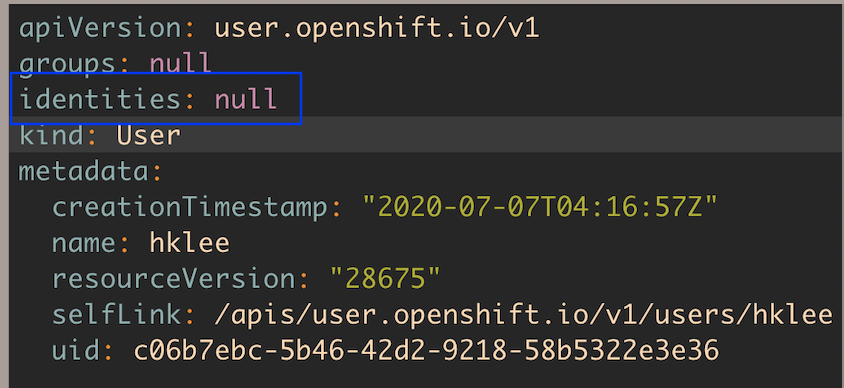 apiVersion: user.openshift.io/v1
groups: null
identities: null
kind: User
metadata:
  creationTimestamp: "2020-07-07T04:16:57Z"
  name: hklee
  resourceVersion: "28675"
  selfLink: /apis/user.openshift.io/v1/users/hklee
  uid: c06b7ebc-5b46-42d2-9218-58b5322e3e36